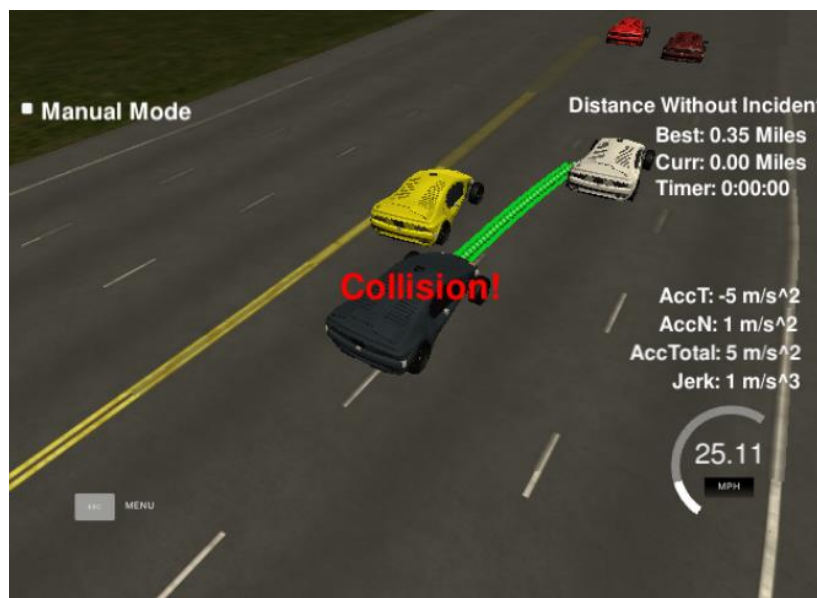 Manual Mode
Distance Without Inciden
Best: 0.35 Miles
Curr: 0.00 Miles
Timer: 0:00:00
Collision!
AccT: -5 m/s^2
AccN: 1 m/s^2
AccTotal: 5 m/s^2
Jerk: 1 m/s^3
25.11
MPH
MENU